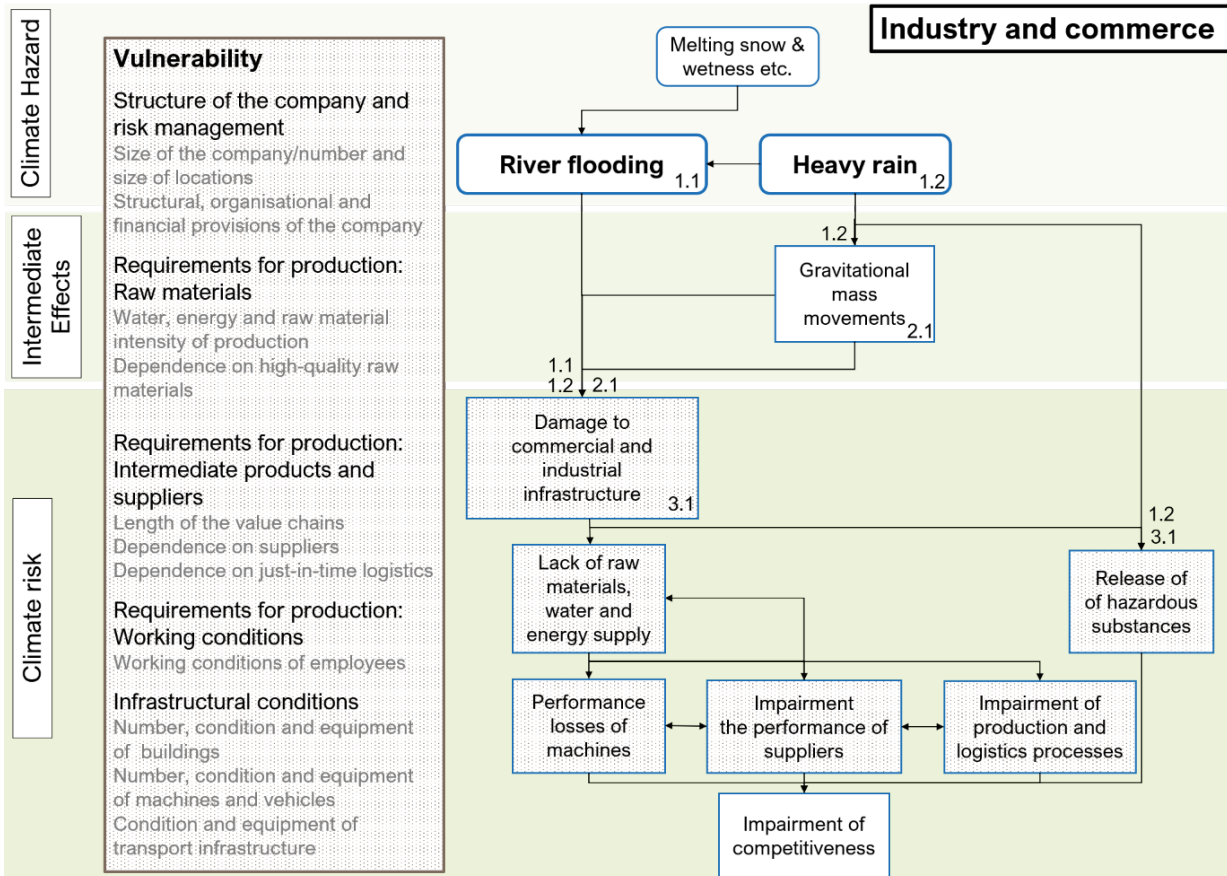 Industry and commerce
Climate Hazard
Intermediate
Effects
Climate risk
Vulnerability
Structure of the company and
risk management
Size of the company/number and
size of locations
Structural, organisational and
financial provisions of the company
Requirements for production:
Raw materials
Water, energy and raw material
intensity of production
Dependence on high-quality raw
materials
Requirements for production:
Intermediate products and
suppliers
Length of the value chains
Dependence on suppliers
Dependence on just-in-time logistics
Requirements for production:
Working conditions
Working conditions of employees
Infrastructural conditions
Number, condition and equipment
of buildings
Number, condition and equipment
of machines and vehicles
Condition and equipment of
transport infrastructure
Melting snow &
wetness etc.
River flooding
1.1
Heavy rain
1.2
1.2
Gravitational
mass
movements
2.1
1.1
1.2 2.1
Damage to
commercial and
industrial
infrastructure
3.1
1.2
3.1
Lack of raw
materials,
water and
energy supply
Release of
of hazardous
substances
Performance
losses of
machines
Impairment
the performance of
suppliers
Impairment of
production and
logistics processes
Impairment of
competitiveness